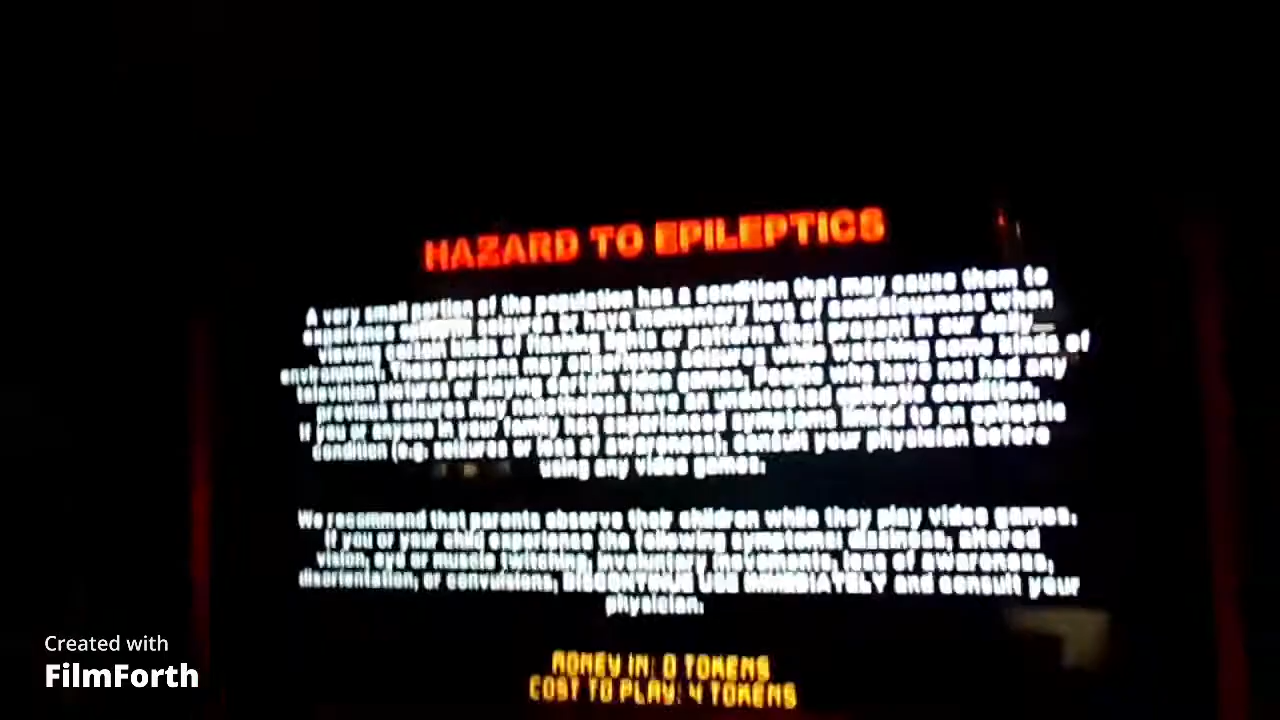 HAZARD TO EPILEPTICS
A very small portion of the population has a condition that may cause them to
experience epileptic seizures or have momentary loss of consciousness when
viewing certain kinds of flashing lights or patterns that present in our daily
environment. These persons may experience seizures while watching some kinds of
television pictures or playing certain video games. People who have not had any
previous seizures may nonetheless have an undetected epileptic condition.
If you or anyone in your family has experienced symptoms linked to an epileptic
condition (e.g. seizures or loss of awareness), consult your physician before
using any video games.
We recommend that parents observe their children while they play video games.
If you or your child experience the following symptoms: dizziness, altered
vision, eye or muscle twitching, involuntary movements, loss of awareness,
disorientation, or convulsions, DISCONTINUE USE IMMEDIATELY and consult your
physician.
MONEY IN: 0 TOKENS
COST TO PLAY: 4 TOKENS
Created with
FilmForth